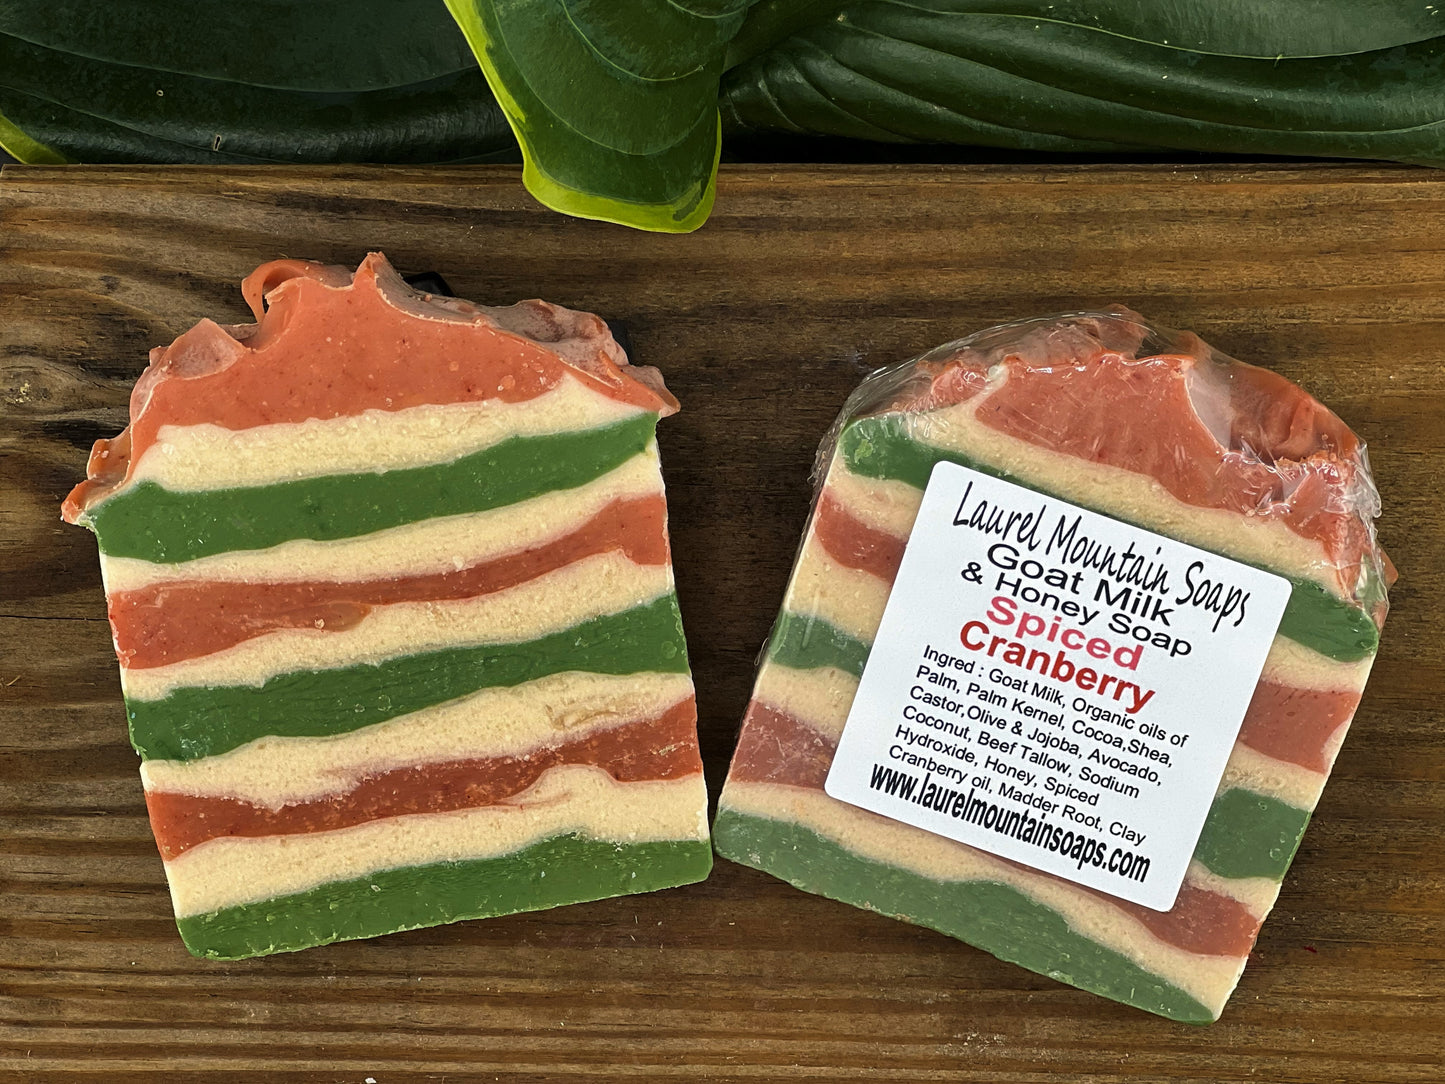 Laurel Mountain Soaps
Goat Milk
& Honey Soap
Spiced
Cranberry
Ingred : Goat Milk, Organic oils of
Palm, Palm Kernel, Cocoa,Shea,
Castor,Olive & Jojoba, Avocado,
Coconut, Beef Tallow, Sodium
Hydroxide, Honey, Spiced
Cranberry oil, Madder Root, Clay
www.laurelmountainsoaps.com